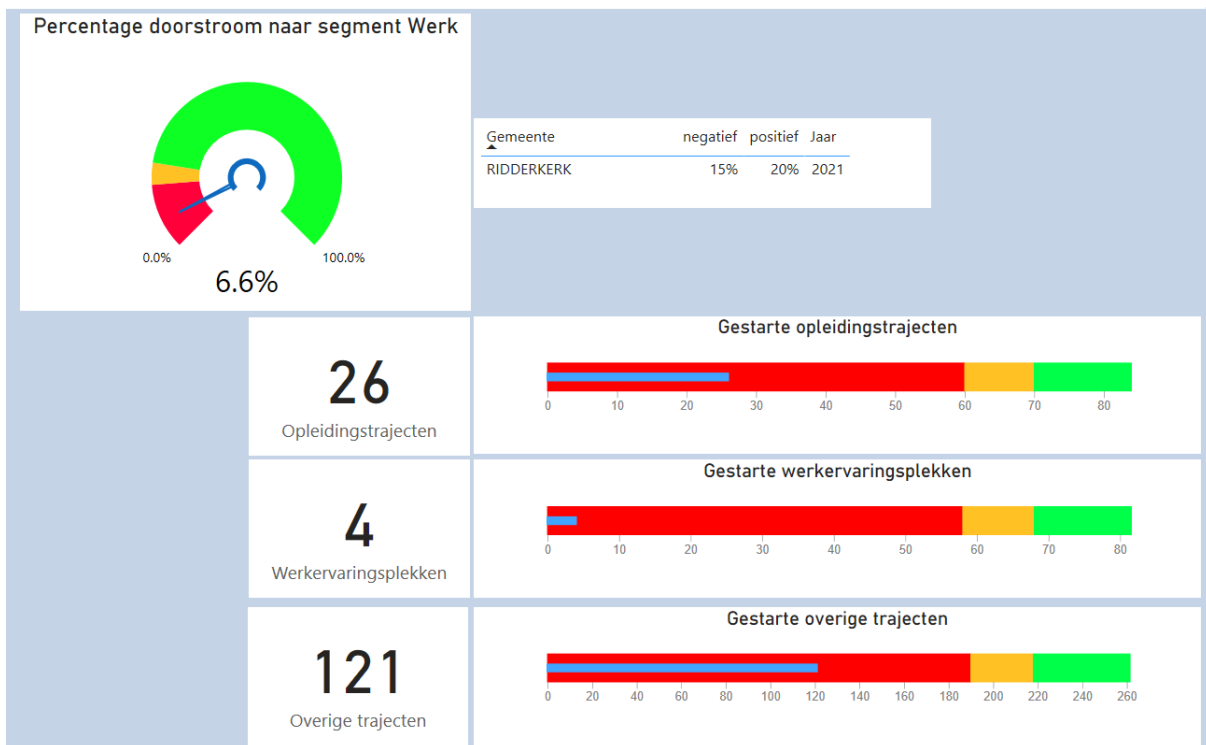 Percentage doorstroom naar segment Werk
0.0% 100.0%
6.6%
Gemeente negatief positief Jaar
RIDDERKERK 15% 20% 2021
26
Opleidingstrajecten
Gestarte opleidingstrajecten
0 10 20 30 40 50 60 70 80
4
Werkervaringsplekken
Gestarte werkervaringsplekken
0 10 20 30 40 50 60 70 80
121
Overige trajecten
Gestarte overige trajecten
0 20 40 60 80 100 120 140 160 180 200 220 240 260